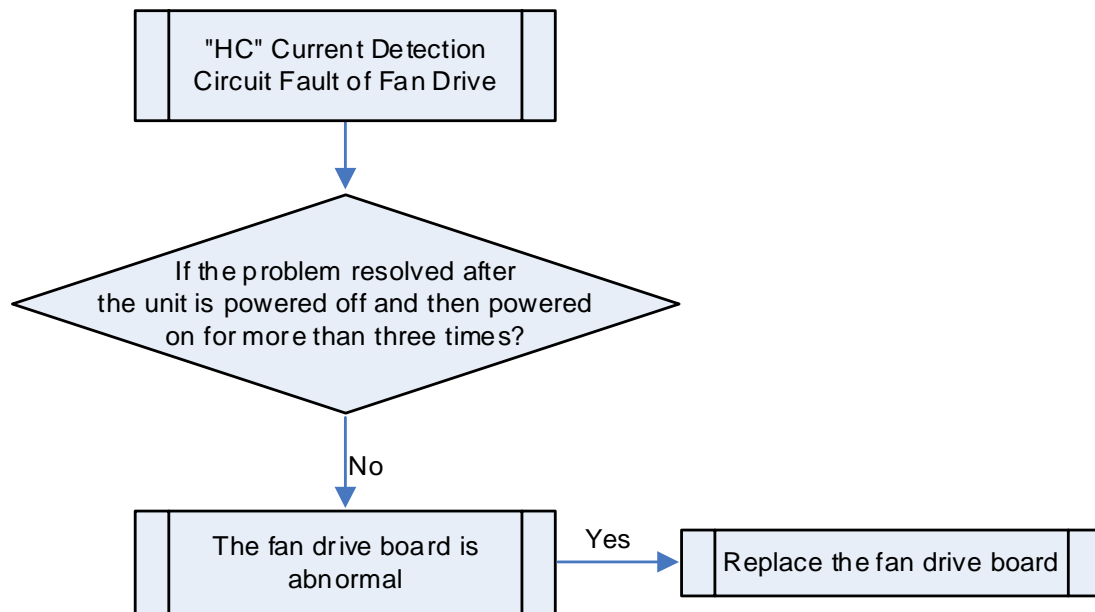 "HC" Current Detection
Circuit Fault of Fan Drive
If the problem resolved after
the unit is powered off and then powered
on for more than three times?
No
The fan drive board is
abnormal
Yes
Replace the fan drive board